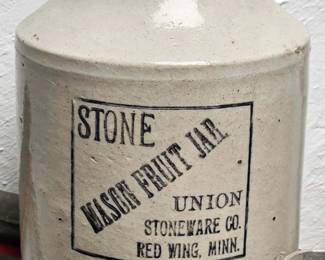 STONE
MASON FRUIT JAR
UNION
STONEWARE CO.
RED WING, MINN.